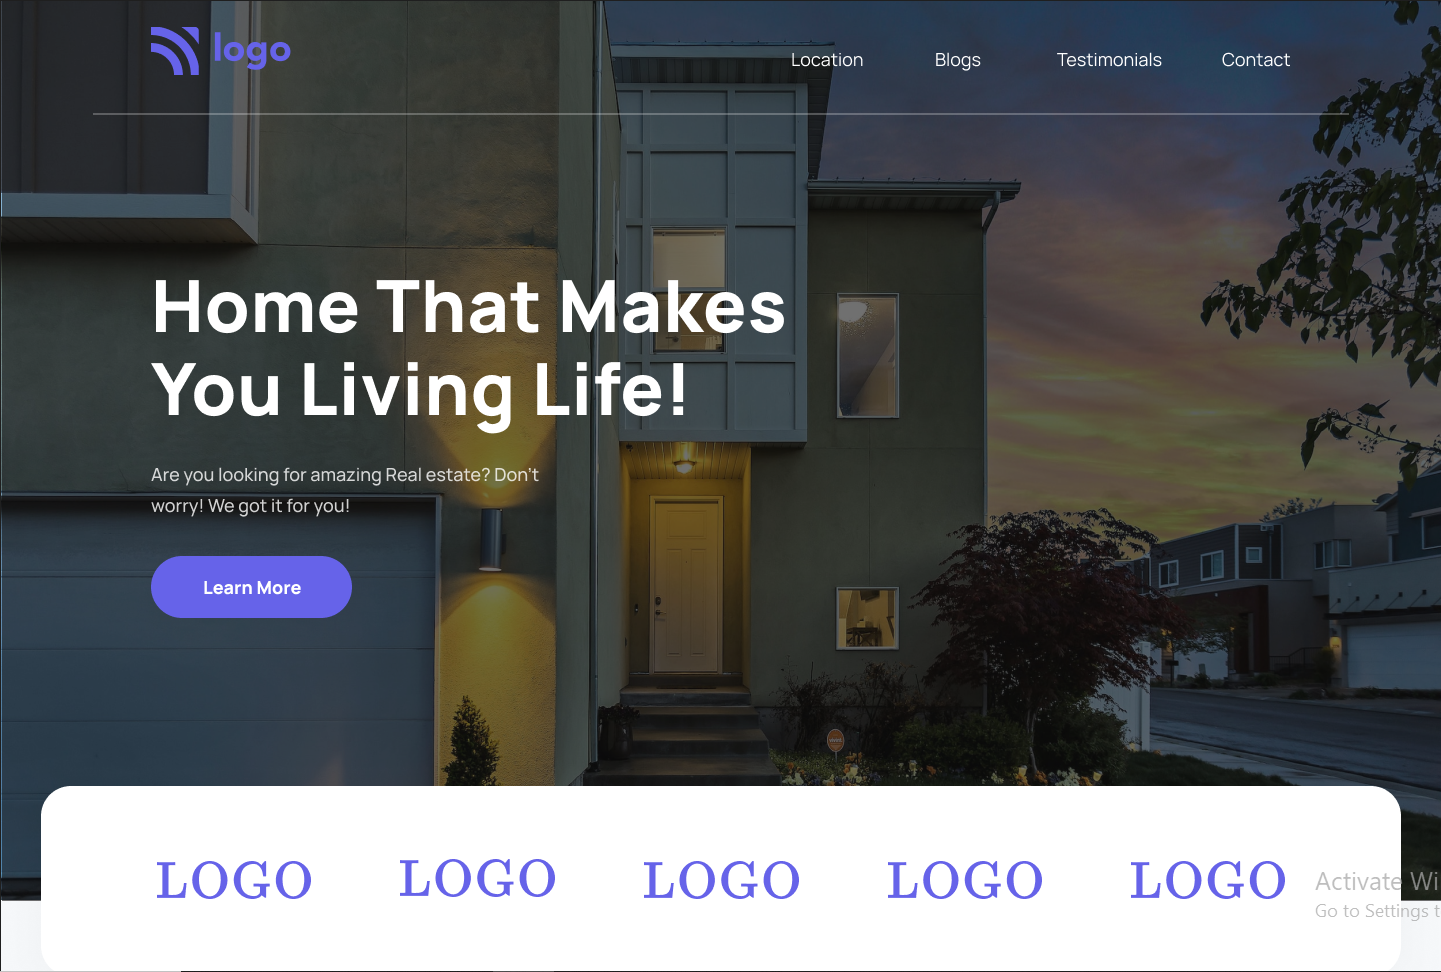 logo
Location Blogs Testimonials Contact
Home That Makes
You Living Life!
Are you looking for amazing Real estate? Don't
worry! We got it for you!
Learn More
LOGO LOGO LOGO LOGO LOGO
Activate Wi
Go to Settings t